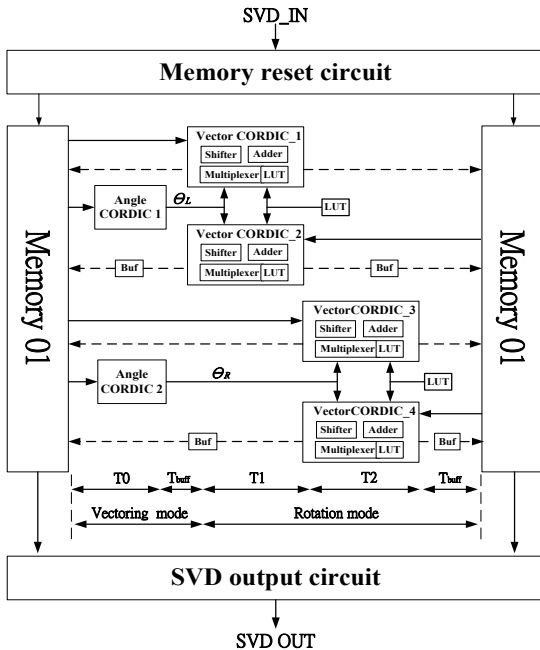 SVD_IN
Memory reset circuit
Memory 01
Vector CORDIC_1
Shifter Adder
Multiplexer LUT
Angle
CORDIC 1
ΘL
LUT
Vector CORDIC_2
Shifter Adder
Multiplexer LUT
Buf
Buf
Memory 01
VectorCORDIC_3
Shifter Adder
Multiplexer LUT
Angle
CORDIC 2
ΘR
LUT
VectorCORDIC_4
Shifter Adder
Multiplexer LUT
Buf
Buf
T0 Tbuff T1 T2 Tbuff
Vectoring mode Rotation mode
SVD output circuit
SVD OUT